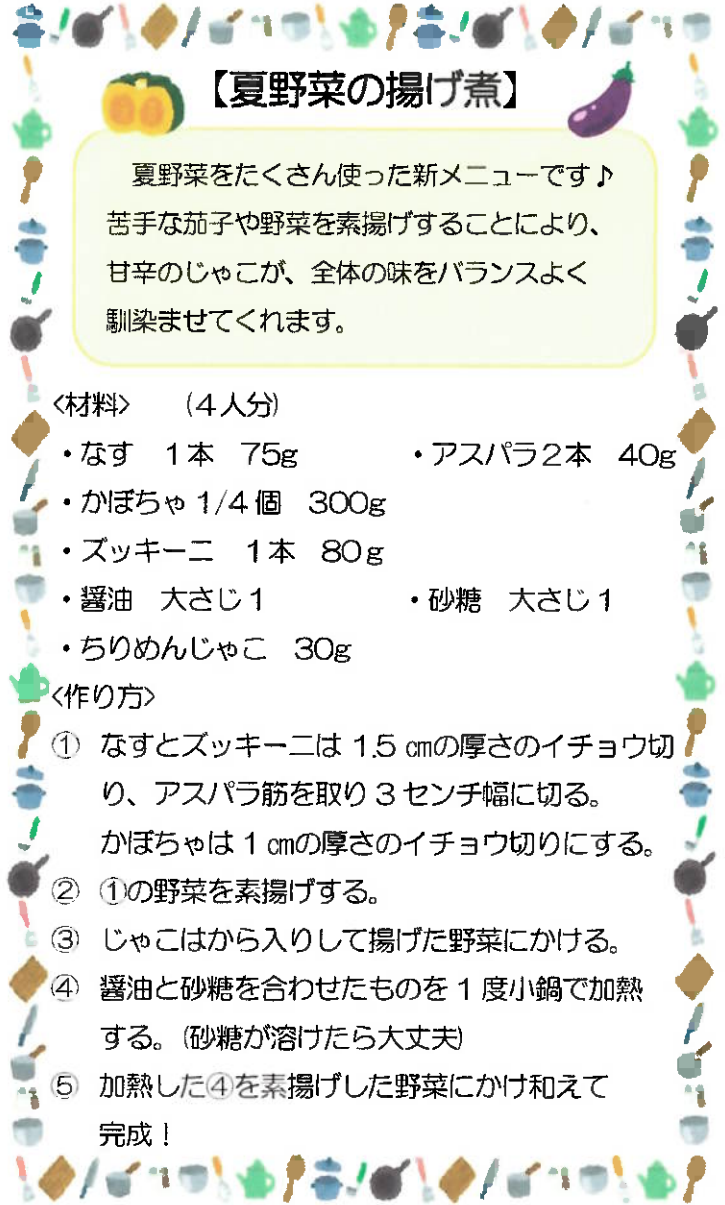 【夏野菜の揚げ煮】
夏野菜をたくさん使った新メニューです♪
苦手な茄子や野菜を素揚げすることにより、
甘辛のじゃこが、全体の味をバランスよく
馴染ませてくれます。
<材料>　　(4人分)
・なす　1本　75g　　・アスパラ2本　40g
・かぼちゃ1/4個　300g
・ズッキーニ　1本　80g
・醤油　大さじ1　　・砂糖　大さじ1
・ちりめんじゃこ　30g
<作り方>
① なすとズッキーニは1.5㎝の厚さのイチョウ切
り、アスパラ筋を取り3センチ幅に切る。
かぼちゃは1㎝の厚さのイチョウ切りにする。
② ①の野菜を素揚げする。
③ じゃこはから入りして揚げた野菜にかける。
④ 醤油と砂糖を合わせたものを1度小鍋で加熱
する。(砂糖が溶けたら大丈夫)
⑤ 加熱した④を素揚げした野菜にかけ和えて
完成！